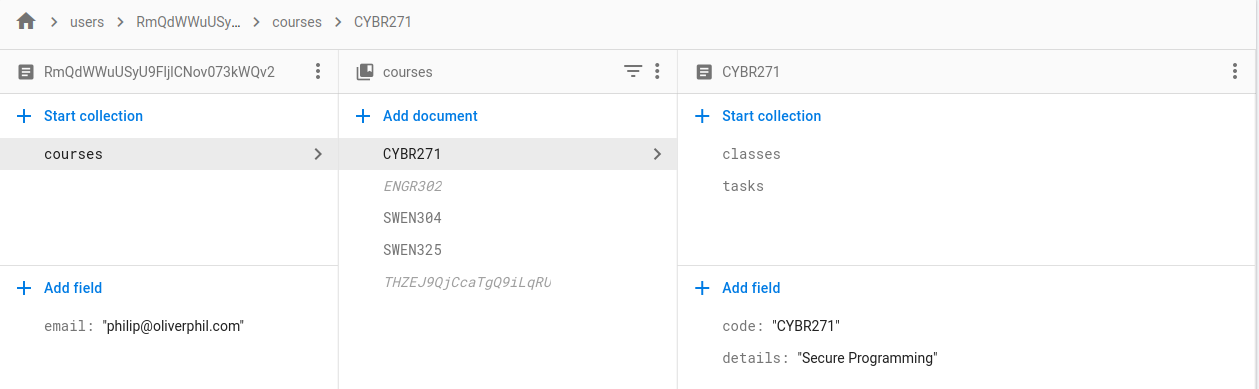 users RmQdWWuUSy… courses CYBR271
RmQdWWuUSyU9FIjICNov073kWQv2
Start collection
courses
Add field
email: "philip@oliverphil.com"
courses
Add document
CYBR271
ENGR302
SWEN304
SWEN325
THZEJ9QjCcaTgQ9iLqRU
CYBR271
Start collection
classes
tasks
Add field
code: "CYBR271"
details: "Secure Programming"